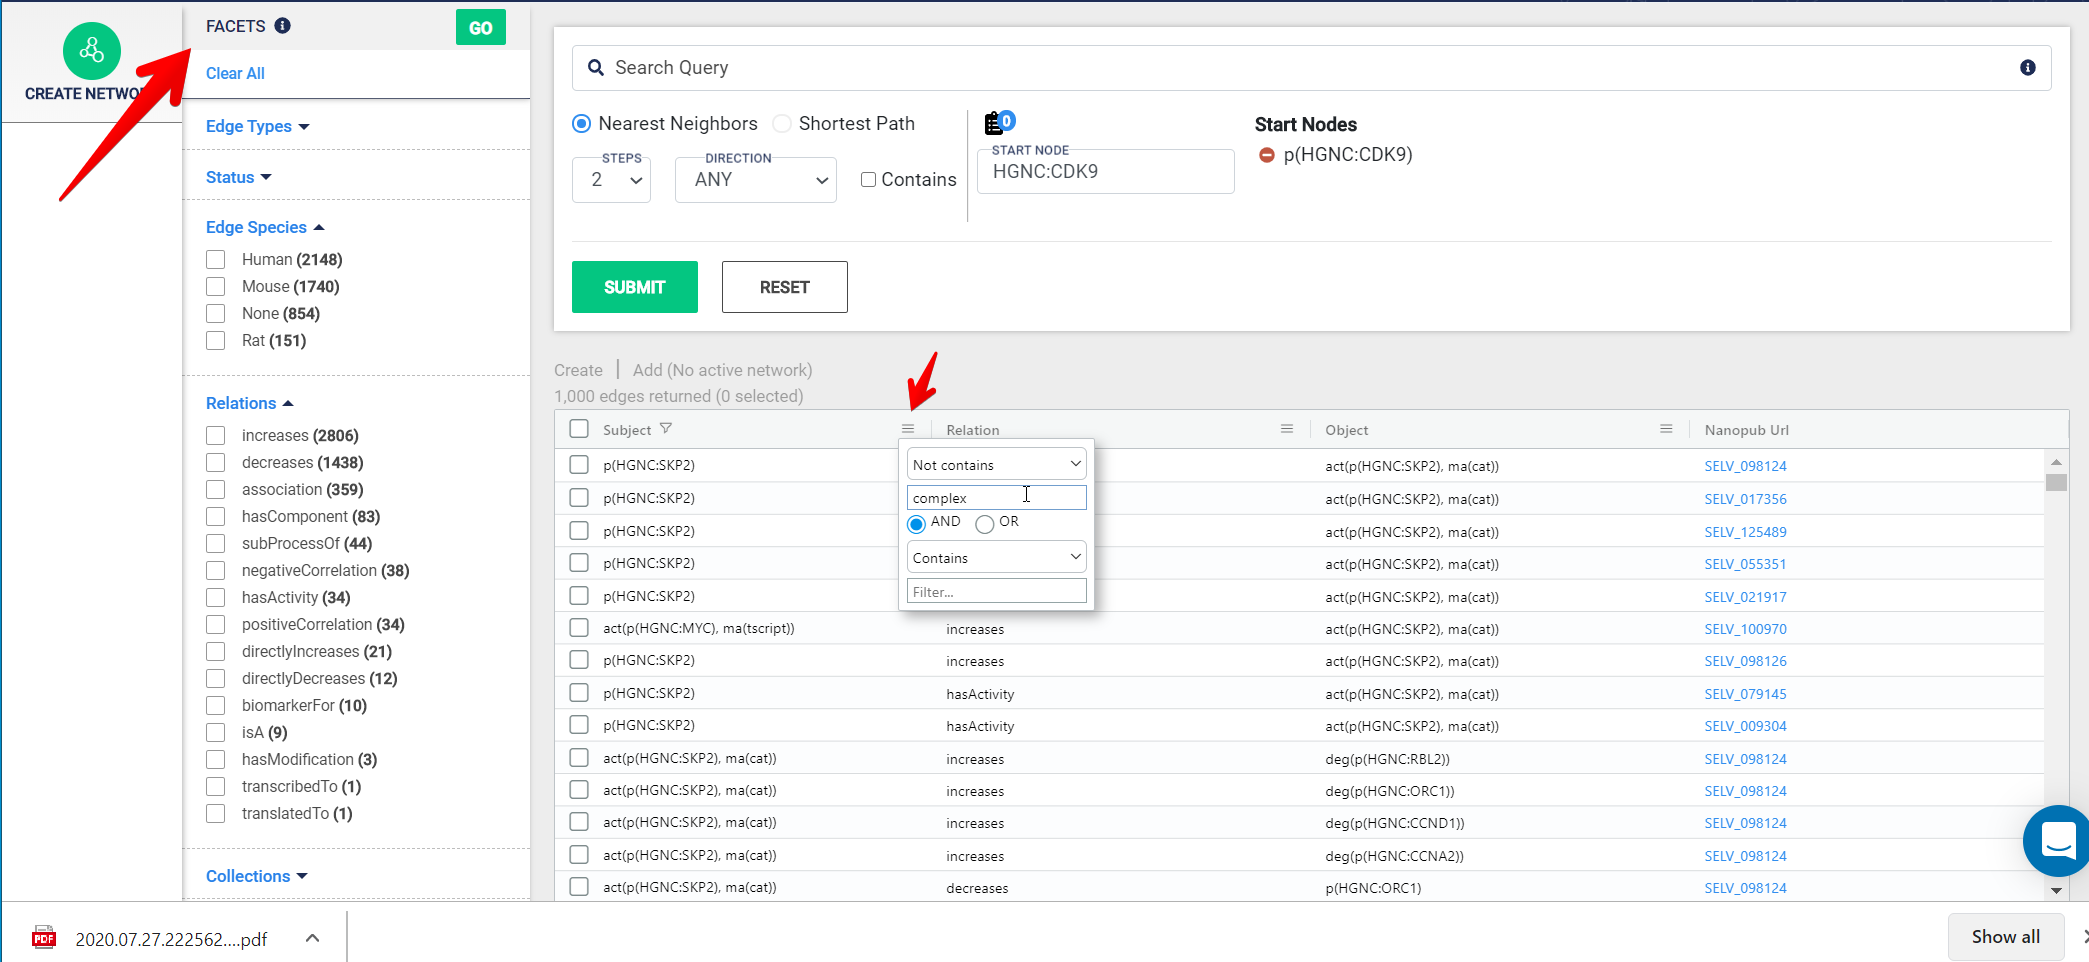 FACETS
GO
CREATE NETWO
Clear All
Edge Types
Status
Edge Species
Human (2148)
Mouse (1740)
None (854)
Rat (151)
Relations
increases (2806)
decreases (1438)
association (359)
hasComponent (83)
subProcessOf (44)
negativeCorrelation (38)
hasActivity (34)
positiveCorrelation (34)
directlyIncreases (21)
directlyDecreases (12)
biomarkerFor (10)
isA (9)
hasModification (3)
transcribedTo (1)
translatedTo (1)
Collections
Search Query
Nearest Neighbors Shortest Path
STEPS DIRECTION
2 ANY Contains
0
START NODE
HGNC:CDK9
Start Nodes
p(HGNC:CDK9)
SUBMIT RESET
Create | Add (No active network)
1,000 edges returned (0 selected)
Subject Relation Object Nanopub Url
p(HGNC:SKP2) act(p(HGNC:SKP2), ma(cat)) SELV_098124
p(HGNC:SKP2) act(p(HGNC:SKP2), ma(cat)) SELV_017356
p(HGNC:SKP2) act(p(HGNC:SKP2), ma(cat)) SELV_125489
p(HGNC:SKP2) act(p(HGNC:SKP2), ma(cat)) SELV_055351
p(HGNC:SKP2) act(p(HGNC:SKP2), ma(cat)) SELV_021917
Not contains
complex
AND OR
Contains
Filter...
act(p(HGNC:MYC), ma(tscript)) increases act(p(HGNC:SKP2), ma(cat)) SELV_100970
p(HGNC:SKP2) increases act(p(HGNC:SKP2), ma(cat)) SELV_098126
p(HGNC:SKP2) hasActivity act(p(HGNC:SKP2), ma(cat)) SELV_079145
p(HGNC:SKP2) hasActivity act(p(HGNC:SKP2), ma(cat)) SELV_009304
act(p(HGNC:SKP2), ma(cat)) increases deg(p(HGNC:RBL2)) SELV_098124
act(p(HGNC:SKP2), ma(cat)) increases deg(p(HGNC:ORC1)) SELV_098124
act(p(HGNC:SKP2), ma(cat)) increases deg(p(HGNC:CCND1)) SELV_098124
act(p(HGNC:SKP2), ma(cat)) increases deg(p(HGNC:CCNA2)) SELV_098124
act(p(HGNC:SKP2), ma(cat)) decreases p(HGNC:ORC1) SELV_098124
PDF 2020.07.27.222562....pdf
Show all